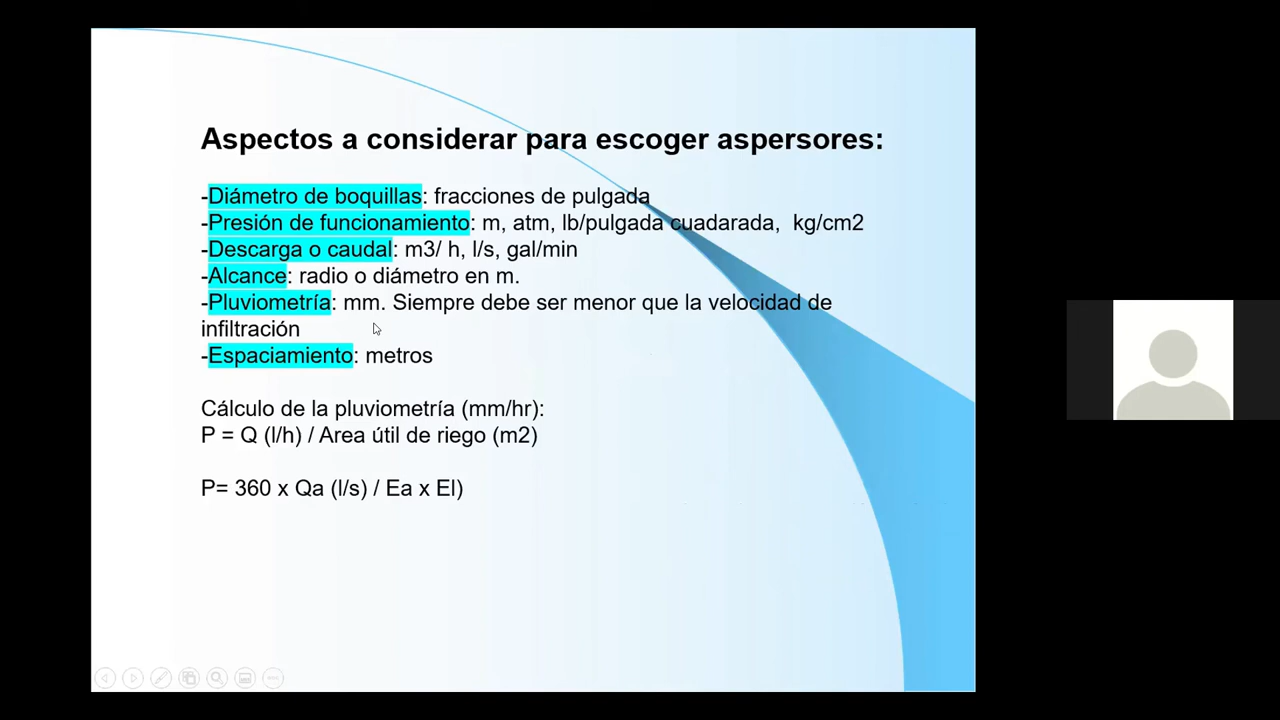 Aspectos a considerar para escoger aspersores:
-Diámetro de boquillas: fracciones de pulgada
-Presión de funcionamiento: m, atm, lb/pulgada cuadarada,  kg/cm2
-Descarga o caudal: m3/ h, l/s, gal/min
-Alcance: radio o diámetro en m.
-Pluviometría: mm. Siempre debe ser menor que la velocidad de
infiltración
-Espaciamiento: metros
Cálculo de la pluviometría (mm/hr):
P = Q (l/h) / Area útil de riego (m2)
P= 360 x Qa (l/s) / Ea x El)